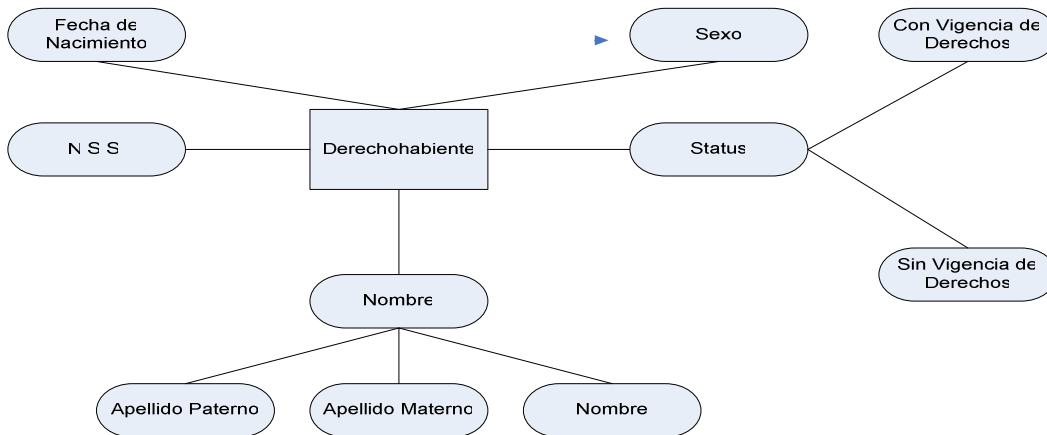 Fecha de
Nacimiento
Sexo
Con Vigencia de
Derechos
N S S
Derechohabiente
Status
Sin Vigencia de
Derechos
Nombre
Apellido Paterno
Apellido Materno
Nombre